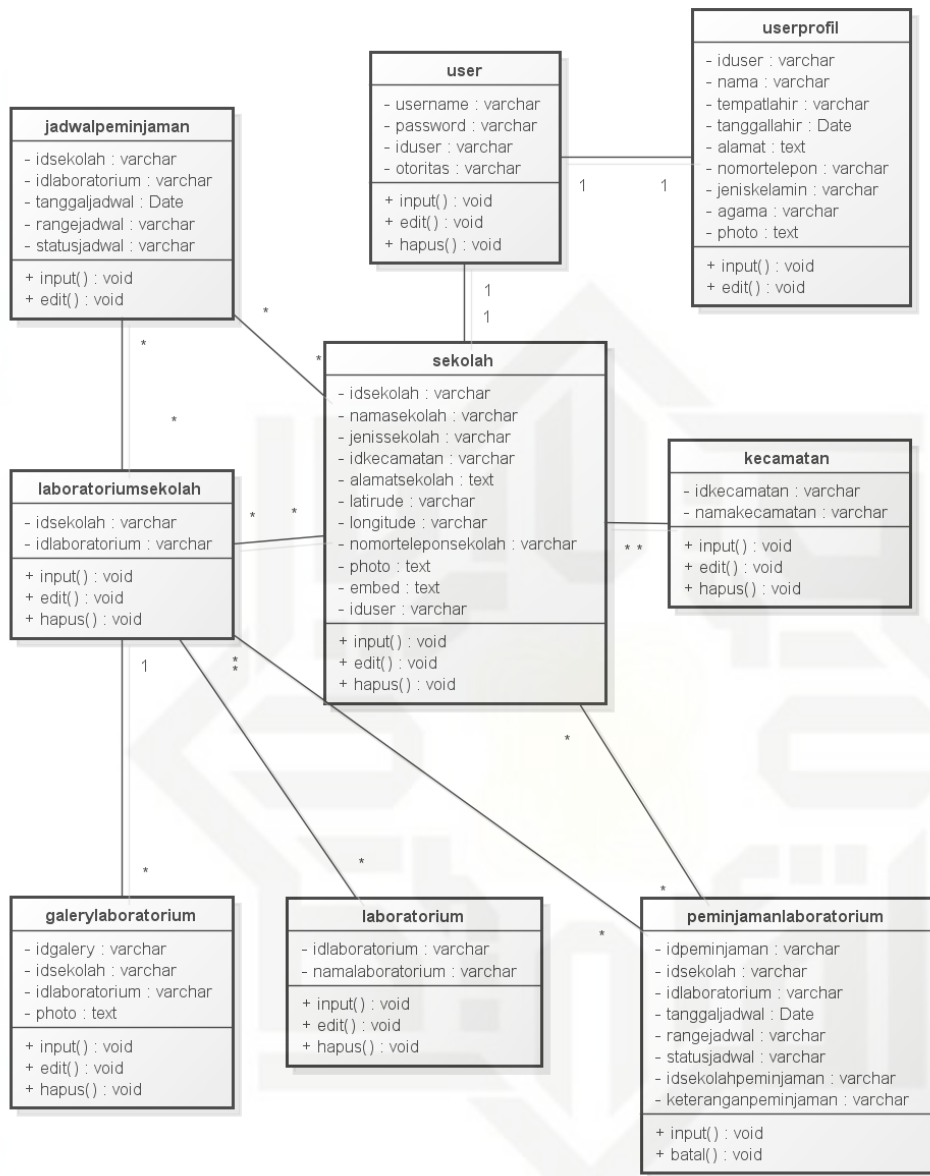 userprofil
- iduser : varchar
- nama : varchar
- tempatlahir : varchar
- tanggallahir : Date
- alamat : text
- nomortelepon : varchar
- jeniskelamin : varchar
- agama : varchar
- photo : text
+ input( ) : void
+ edit( ) : void
user
- username : varchar
- password : varchar
- iduser : varchar
- otoritas : varchar
+ input( ) : void
+ edit( ) : void
+ hapus( ) : void
1
1
1
1
jadwalpeminjaman
- idsekolah : varchar
- idlaboratorium : varchar
- tanggaljadwal : Date
- rangejadwal : varchar
- statusjadwal : varchar
+ input( ) : void
+ edit( ) : void
*
*
*
*
sekolah
- idsekolah : varchar
- namasekolah : varchar
- jenissekolah : varchar
- idkecamatan : varchar
- alamatsekolah : text
- latirude : varchar
- longitude : varchar
- nomorteleponsekolah : varchar
- photo : text
- embed : text
- iduser : varchar
+ input( ) : void
+ edit( ) : void
+ hapus( ) : void
kecamatan
- idkecamatan : varchar
- namakecamatan : varchar
+ input( ) : void
+ edit( ) : void
+ hapus( ) : void
* *
laboratoriumsekolah
- idsekolah : varchar
- idlaboratorium : varchar
+ input( ) : void
+ edit( ) : void
+ hapus( ) : void
*
*
1
*
*
*
*
*
*
*
galerylaboratorium
- idgalery : varchar
- idsekolah : varchar
- idlaboratorium : varchar
- photo : text
+ input( ) : void
+ edit( ) : void
+ hapus( ) : void
laboratorium
- idlaboratorium : varchar
- namalaboratorium : varchar
+ input( ) : void
+ edit( ) : void
+ hapus( ) : void
peminjamanlaboratorium
- idpeminjaman : varchar
- idsekolah : varchar
- idlaboratorium : varchar
- tanggaljadwal : Date
- rangejadwal : varchar
- statusjadwal : varchar
- idsekolahpeminjaman : varchar
- keteranganpeminjaman : varchar
+ input( ) : void
+ batal( ) : void